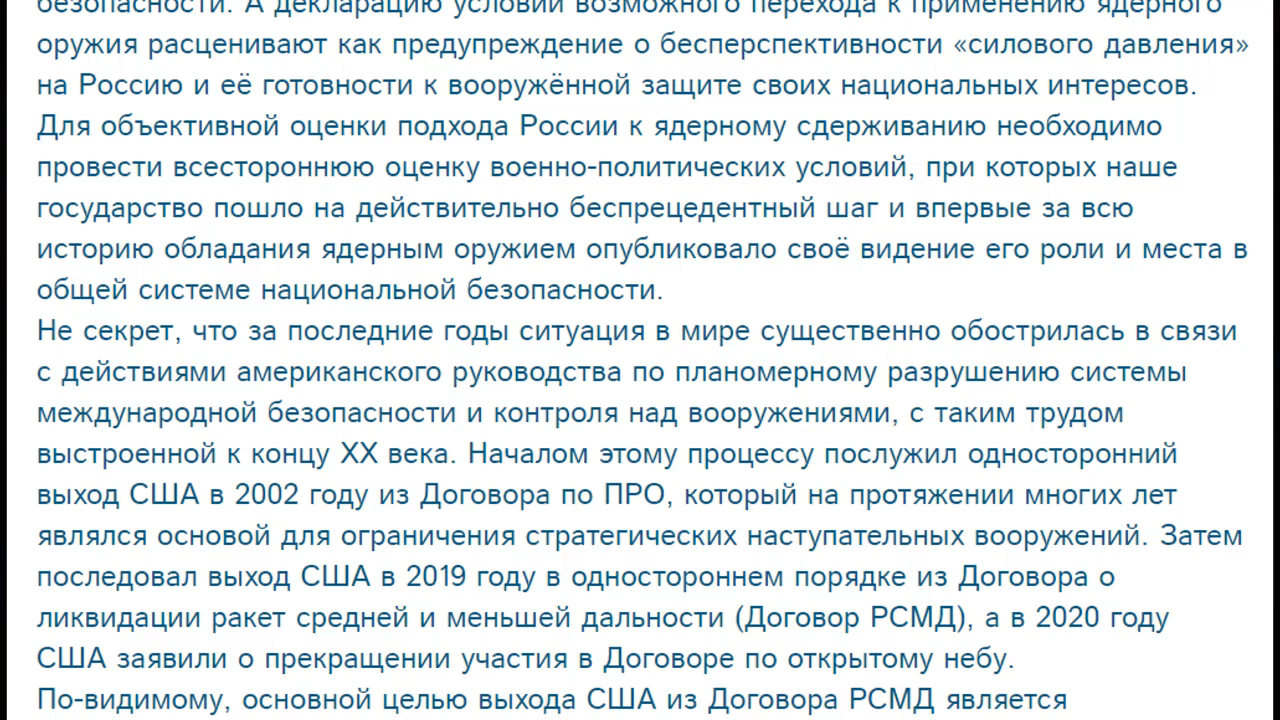 безопасности. А декларацию условий возможного перехода к применению ядерного
оружия расценивают как предупреждение о бесперспективности «силового давления»
на Россию и её готовности к вооружённой защите своих национальных интересов.
Для объективной оценки подхода России к ядерному сдерживанию необходимо
провести всестороннюю оценку военно-политических условий, при которых наше
государство пошло на действительно беспрецедентный шаг и впервые за всю
историю обладания ядерным оружием опубликовало своё видение его роли и места в
общей системе национальной безопасности.
Не секрет, что за последние годы ситуация в мире существенно обострилась в связи
с действиями американского руководства по планомерному разрушению системы
международной безопасности и контроля над вооружениями, с таким трудом
выстроенной к концу XX века. Началом этому процессу послужил односторонний
выход США в 2002 году из Договора по ПРО, который на протяжении многих лет
являлся основой для ограничения стратегических наступательных вооружений. Затем
последовал выход США в 2019 году в одностороннем порядке из Договора о
ликвидации ракет средней и меньшей дальности (Договор РСМД), а в 2020 году
США заявили о прекращении участия в Договоре по открытому небу.
По-видимому, основной целью выхода США из Договора РСМД является